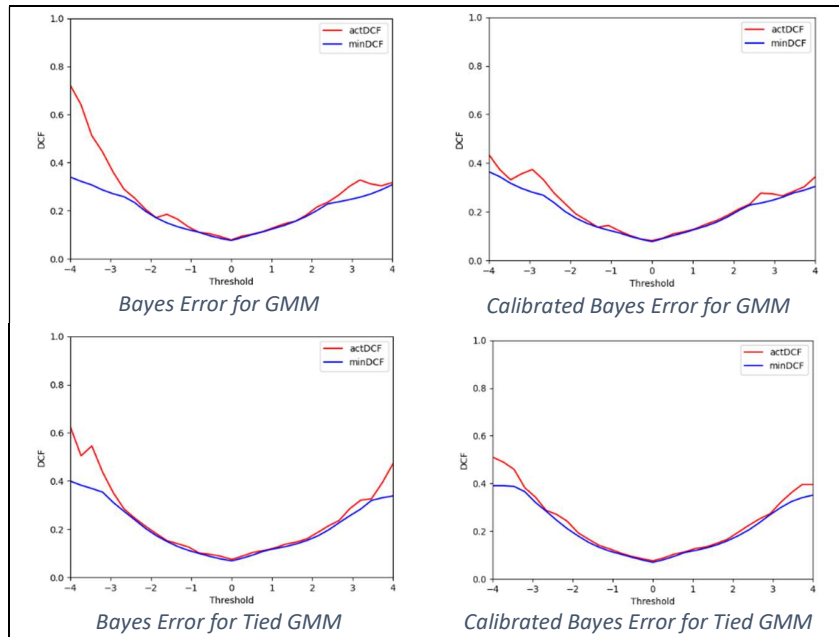 1.0
0.8
0.6
0.4
0.2
0.0
DCF
actDCF
minDCF
−4 −3 −2 −1 0 1 2 3 4
Threshold
Bayes Error for GMM
1.0
0.8
0.6
0.4
0.2
0.0
DCF
actDCF
minDCF
−4 −3 −2 −1 0 1 2 3 4
Threshold
Calibrated Bayes Error for GMM
1.0
0.8
0.6
0.4
0.2
0.0
DCF
actDCF
minDCF
−4 −3 −2 −1 0 1 2 3 4
Threshold
Bayes Error for Tied GMM
1.0
0.8
0.6
0.4
0.2
0.0
DCF
actDCF
minDCF
−4 −3 −2 −1 0 1 2 3 4
Threshold
Calibrated Bayes Error for Tied GMM